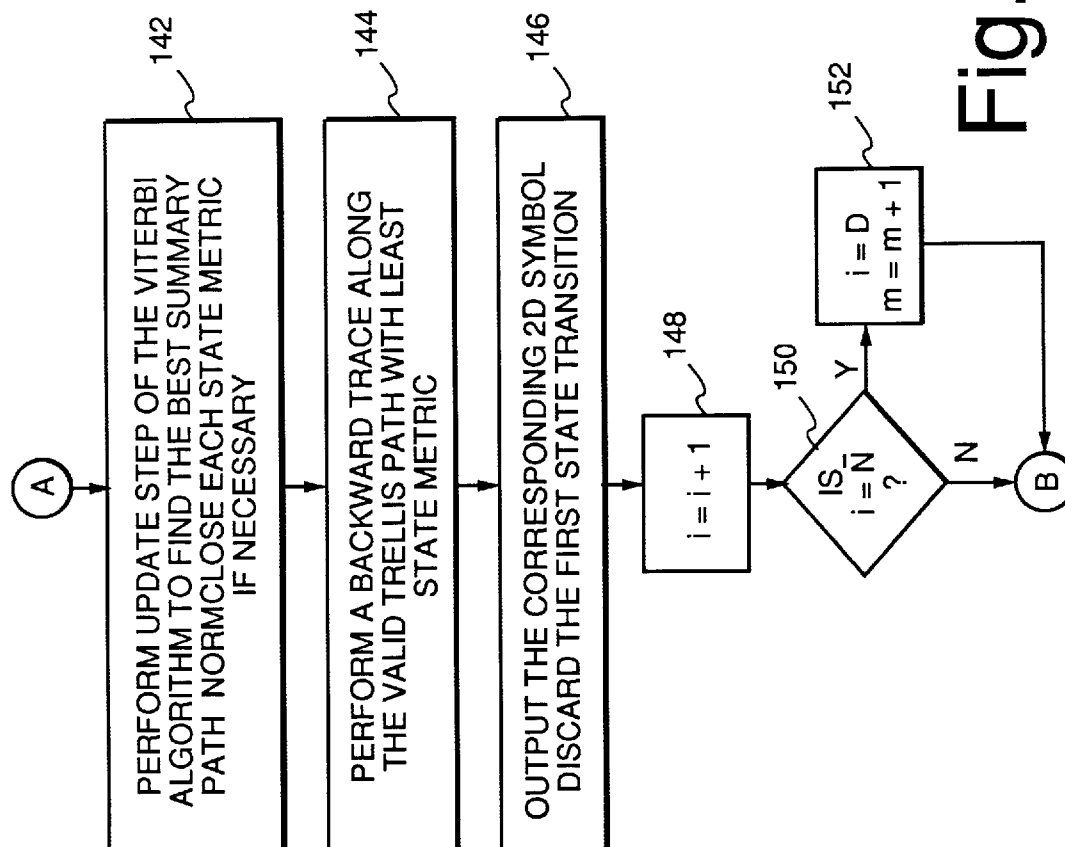 A
142
PERFORM UPDATE STEP OF THE VITERBI
ALGORITHM TO FIND THE BEST SUMMARY
PATH NORMCLOSE EACH STATE METRIC
IF NECESSARY
144
PERFORM A BACKWARD TRACE ALONG
THE VALID TRELLIS PATH WITH LEAST
STATE METRIC
146
OUTPUT THE CORRESPONDING 2D SYMBOL
DISCARD THE FIRST STATE TRANSITION
148
i = i + 1
150
IS
i = N̅
?
Y
N
152
i = D
m = m + 1
B
Fig.